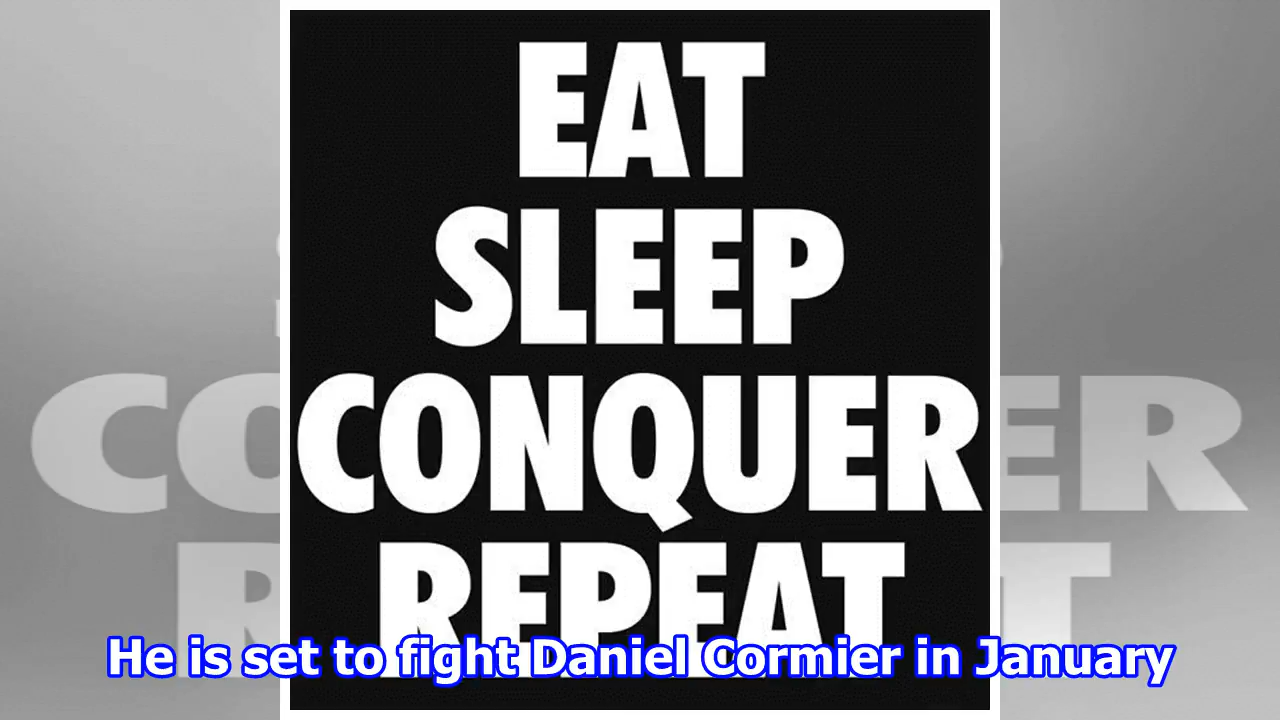 EAT
SLEEP
CONQUER
REPEAT
He is set to fight Daniel Cormier in January